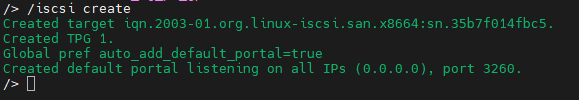 /> /iscsi create
Created target iqn.2003-01.org.linux-iscsi.san.x8664:sn.35b7f014fbc5.
Created TPG 1.
Global pref auto_add_default_portal=true
Created default portal listening on all IPs (0.0.0.0), port 3260.
/>